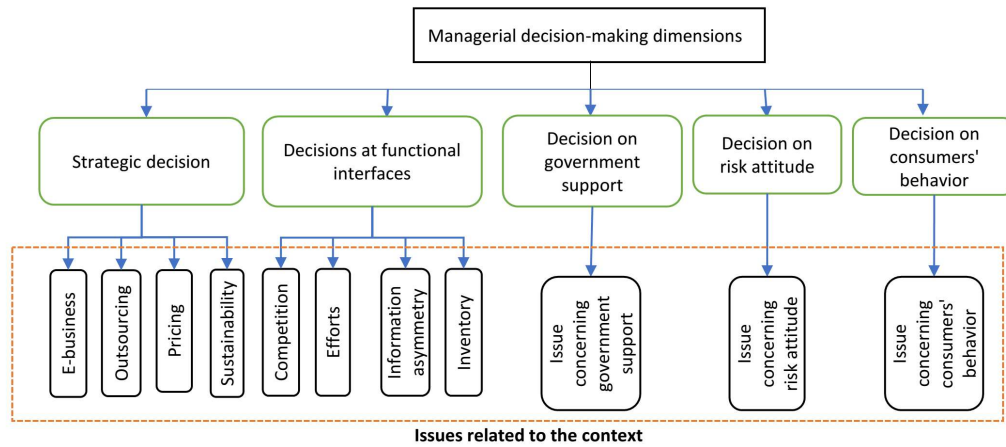 Managerial decision-making dimensions
Strategic decision
Decisions at functional
interfaces
Decision on
government
support
Decision on
risk attitude
Decision on
consumers'
behavior
E-business
Outsourcing
Pricing
Sustainability
Competition
Efforts
Information
asymmetry
Inventory
Issue
concerning
government
support
Issue
concerning
risk attitude
Issue
concerning
consumers'
behavior
Issues related to the context